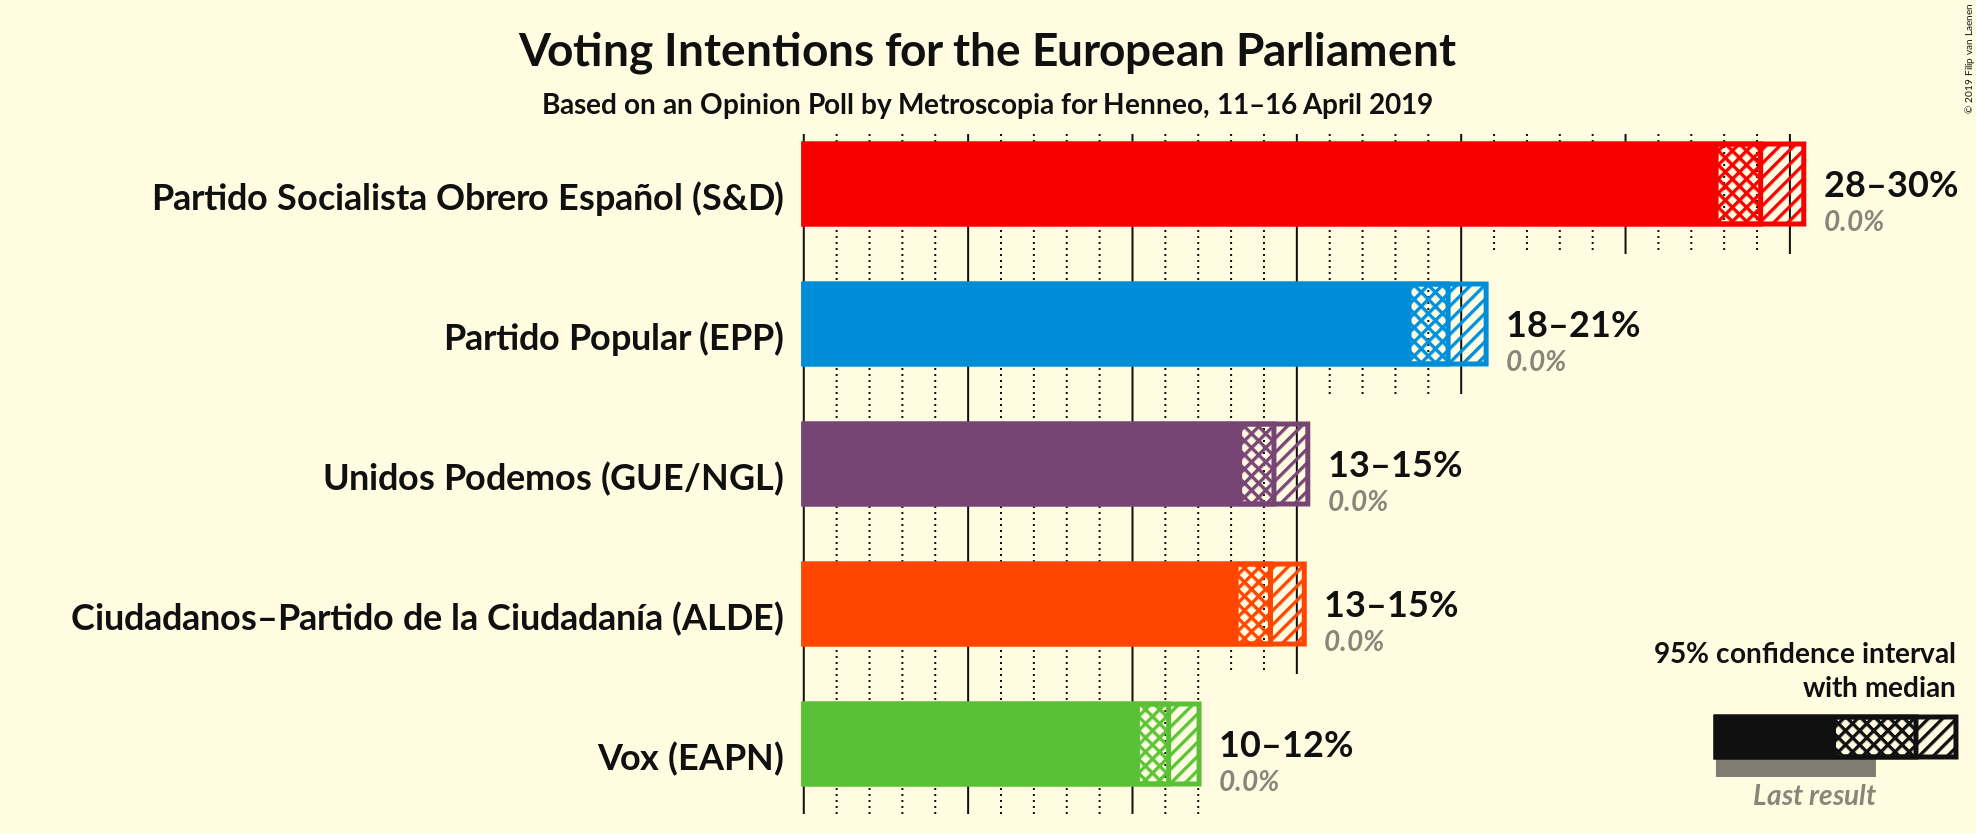 Voting Intentions for the European Parliament
Based on an Opinion Poll by Metroscopia for Henneo, 11–16 April 2019
© 2019 Filip van Laenen
Partido Socialista Obrero Español (S&D)
28–30%
0.0%
Partido Popular (EPP)
18–21%
0.0%
Unidos Podemos (GUE/NGL)
13–15%
0.0%
Ciudadanos–Partido de la Ciudadanía (ALDE)
13–15%
0.0%
Vox (EAPN)
10–12%
0.0%
95% confidence interval
with median
Last result